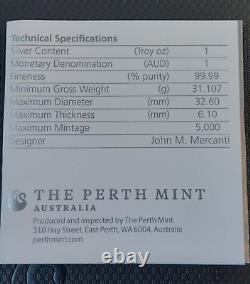 Technical Specifications
Silver Content (Troy oz) 1
Monetary Denomination (AUD) 1
Fineness (% purity) 99.99
Minimum Gross Weight (g) 31.107
Maximum Diameter (mm) 32.60
Maximum Thickness (mm) 6.10
Maximum Mintage 5,000
Designer John M. Mercanti
THE PERTH MINT
AUSTRALIA
Produced and inspected by The Perth Mint
310 Hay Street, East Perth, WA 6004, Australia
perthmint.com